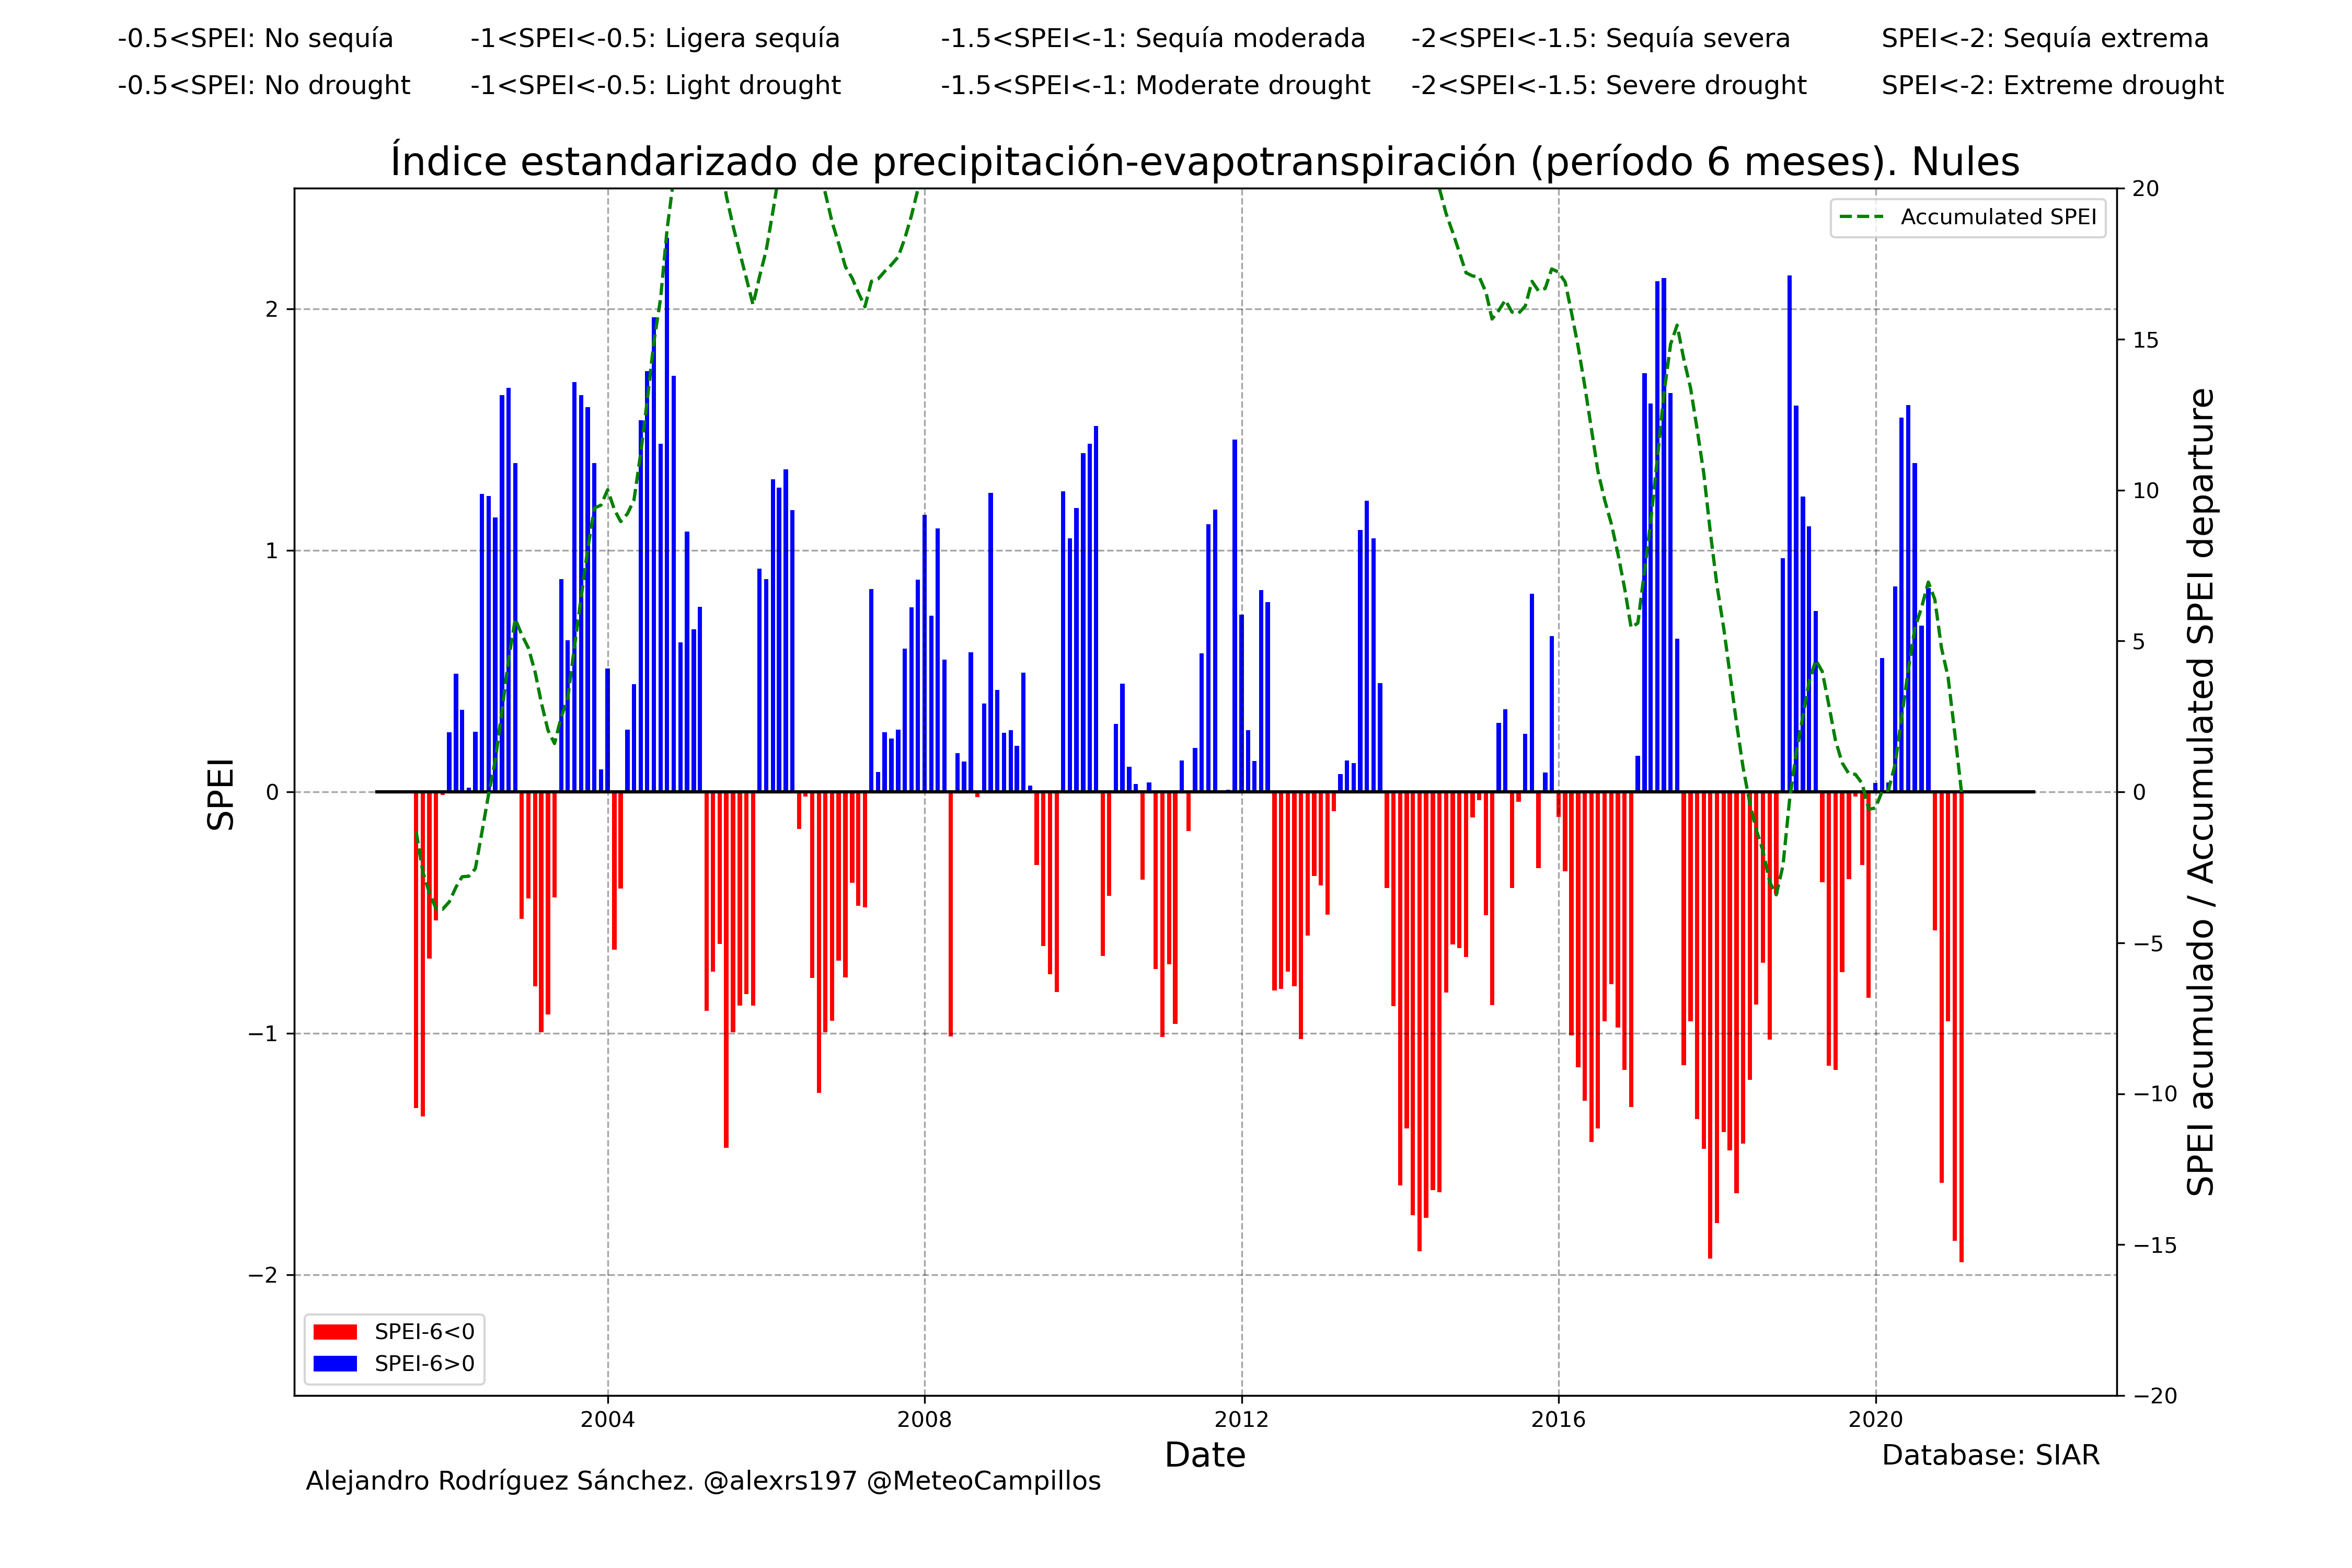 -0.5<SPEI: No sequía -1<SPEI<-0.5: Ligera sequía -1.5<SPEI<-1: Sequía moderada -2<SPEI<-1.5: Sequía severa SPEI<-2: Sequía extrema
-0.5<SPEI: No drought -1<SPEI<-0.5: Light drought -1.5<SPEI<-1: Moderate drought -2<SPEI<-1.5: Severe drought SPEI<-2: Extreme drought
Índice estandarizado de precipitación-evapotranspiración (período 6 meses). Nules
Accumulated SPEI
SPEI
2
1
0
−1
−2
20
15
10
5
0
−5
−10
−15
−20
SPEI acumulado / Accumulated SPEI departure
SPEI-6<0
SPEI-6>0
2004 2008 2012 2016 2020
Date
Database: SIAR
Alejandro Rodríguez Sánchez. @alexrs197 @MeteoCampillos